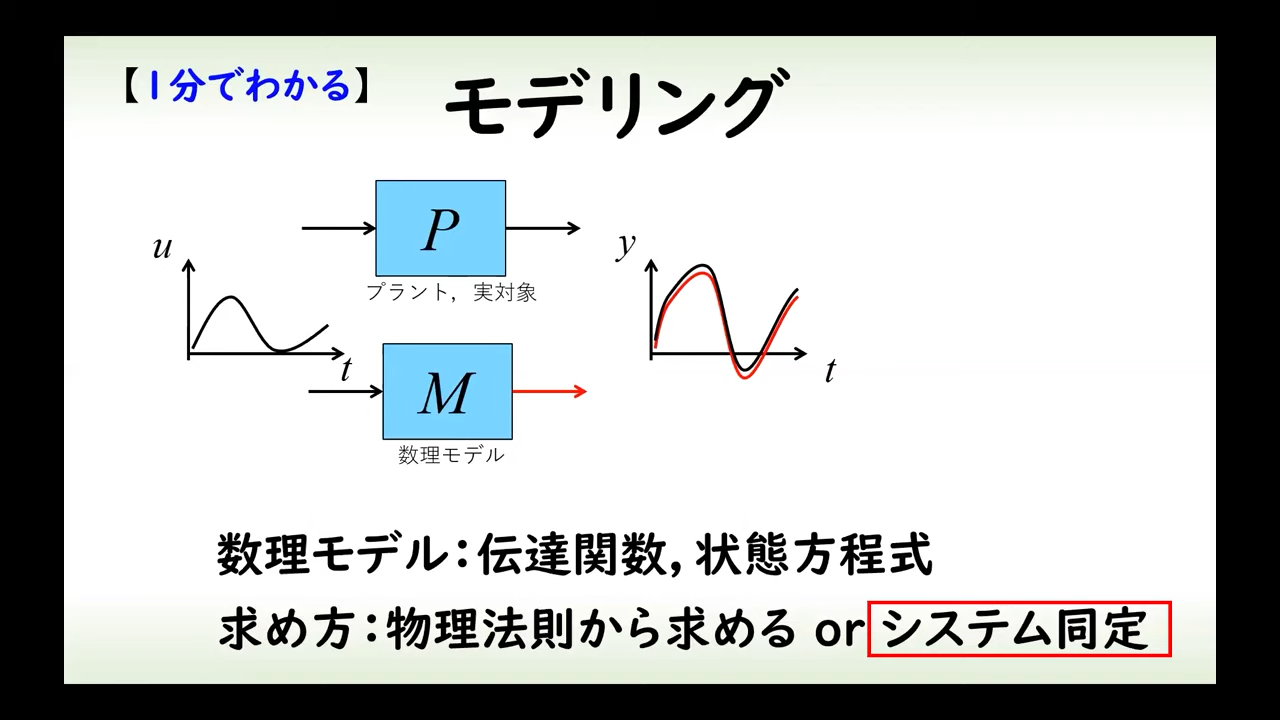 【1分でわかる】
モデリング
P
プラント，実対象
u
t
y
t
M
数理モデル
数理モデル：伝達関数，状態方程式
求め方：物理法則から求める or システム同定